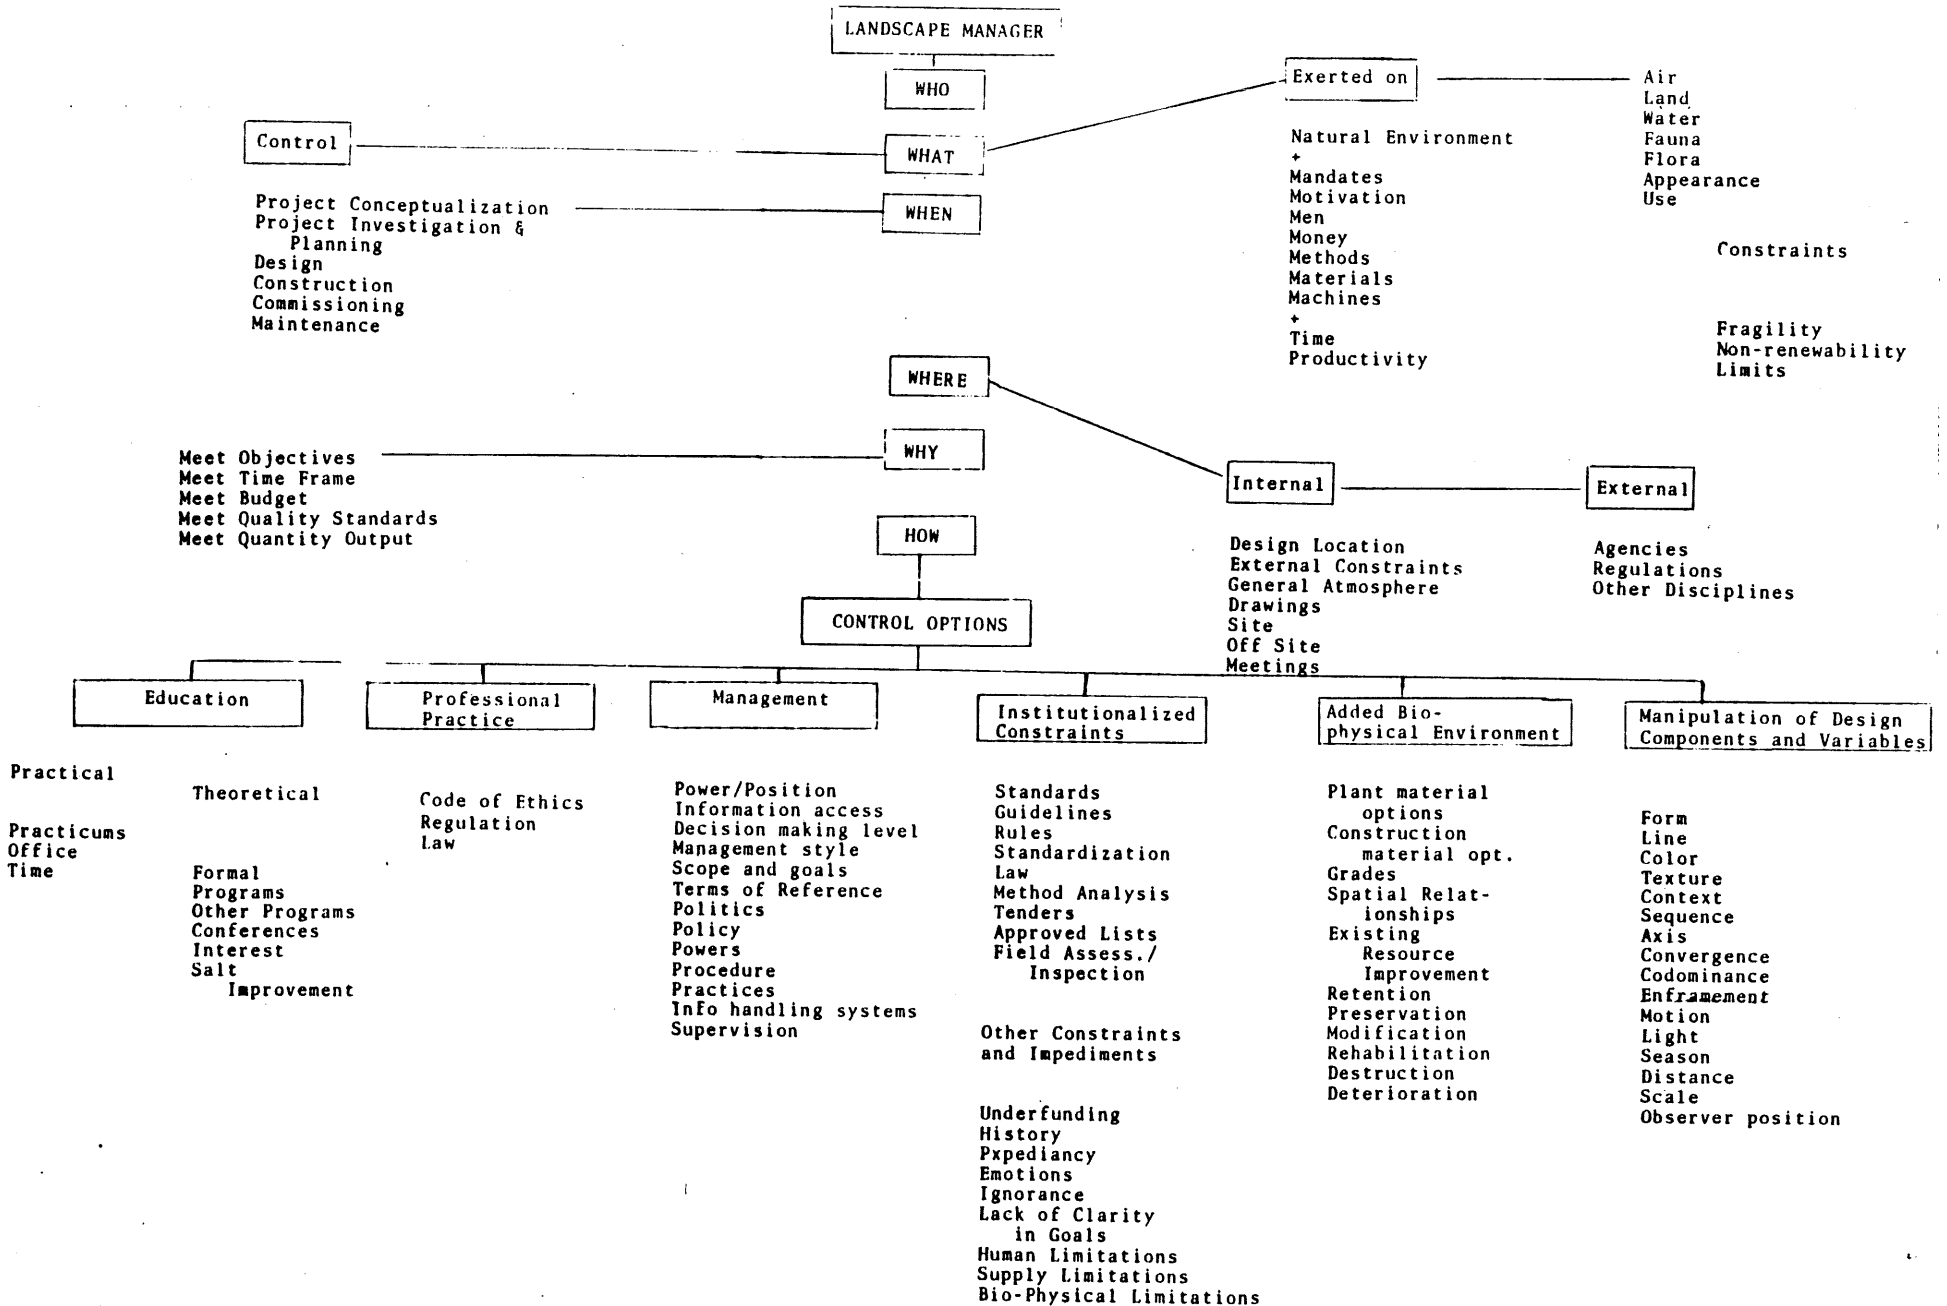 LANDSCAPE MANAGER
WHO
Exerted on
Air
Land
Water
Fauna
Flora
Appearance
Use
Control
WHAT
Natural Environment
+
Mandates
Motivation
Men
Money
Methods
Materials
Machines
+
Time
Productivity
Constraints
Fragility
Non-renewability
Limits
Project Conceptualization
Project Investigation &
Planning
Design
Construction
Commissioning
Maintenance
WHEN
WHERE
WHY
Meet Objectives
Meet Time Frame
Meet Budget
Meet Quality Standards
Meet Quantity Output
Internal
External
Design Location
External Constraints
General Atmosphere
Drawings
Site
Off Site
Meetings
Agencies
Regulations
Other Disciplines
HOW
CONTROL OPTIONS
Education
Practical
Practicums
Office
Time
Theoretical
Formal
Programs
Other Programs
Conferences
Interest
Salt
Improvement
Professional
Practice
Code of Ethics
Regulation
Law
Management
Power/Position
Information access
Decision making level
Management style
Scope and goals
Terms of Reference
Politics
Policy
Powers
Procedure
Practices
Info handling systems
Supervision
Institutionalized
Constraints
Standards
Guidelines
Rules
Standardization
Law
Method Analysis
Tenders
Approved Lists
Field Assess./
Inspection
Other Constraints
and Impediments
Underfunding
History
Pxpediancy
Emotions
Ignorance
Lack of Clarity
in Goals
Human Limitations
Supply Limitations
Bio-Physical Limitations
Added Bio-
physical Environment
Plant material
options
Construction
material opt.
Grades
Spatial Relat-
ionships
Existing
Resource
Improvement
Retention
Preservation
Modification
Rehabilitation
Destruction
Deterioration
Manipulation of Design
Components and Variables
Form
Line
Color
Texture
Context
Sequence
Axis
Convergence
Codominance
Enframement
Motion
Light
Season
Distance
Scale
Observer position